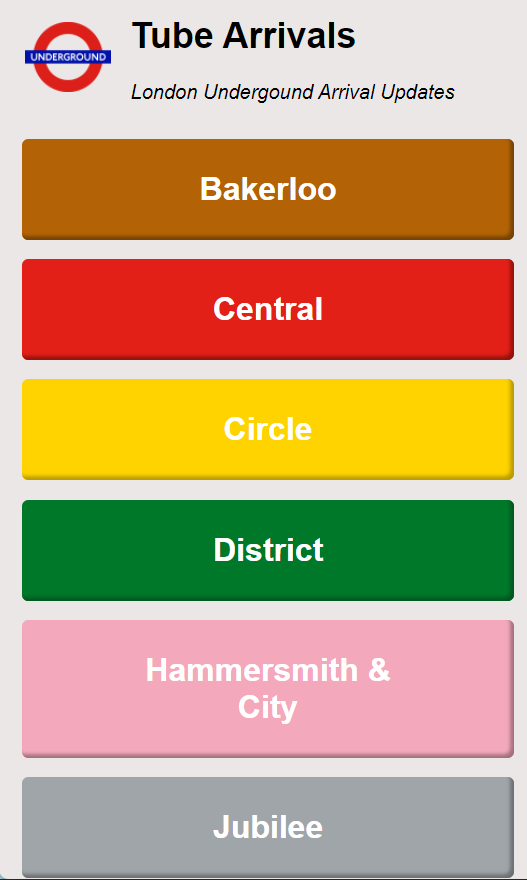 Tube Arrivals
UNDERGROUND
London Undergound Arrival Updates
Bakerloo
Central
Circle
District
Hammersmith &
City
Jubilee